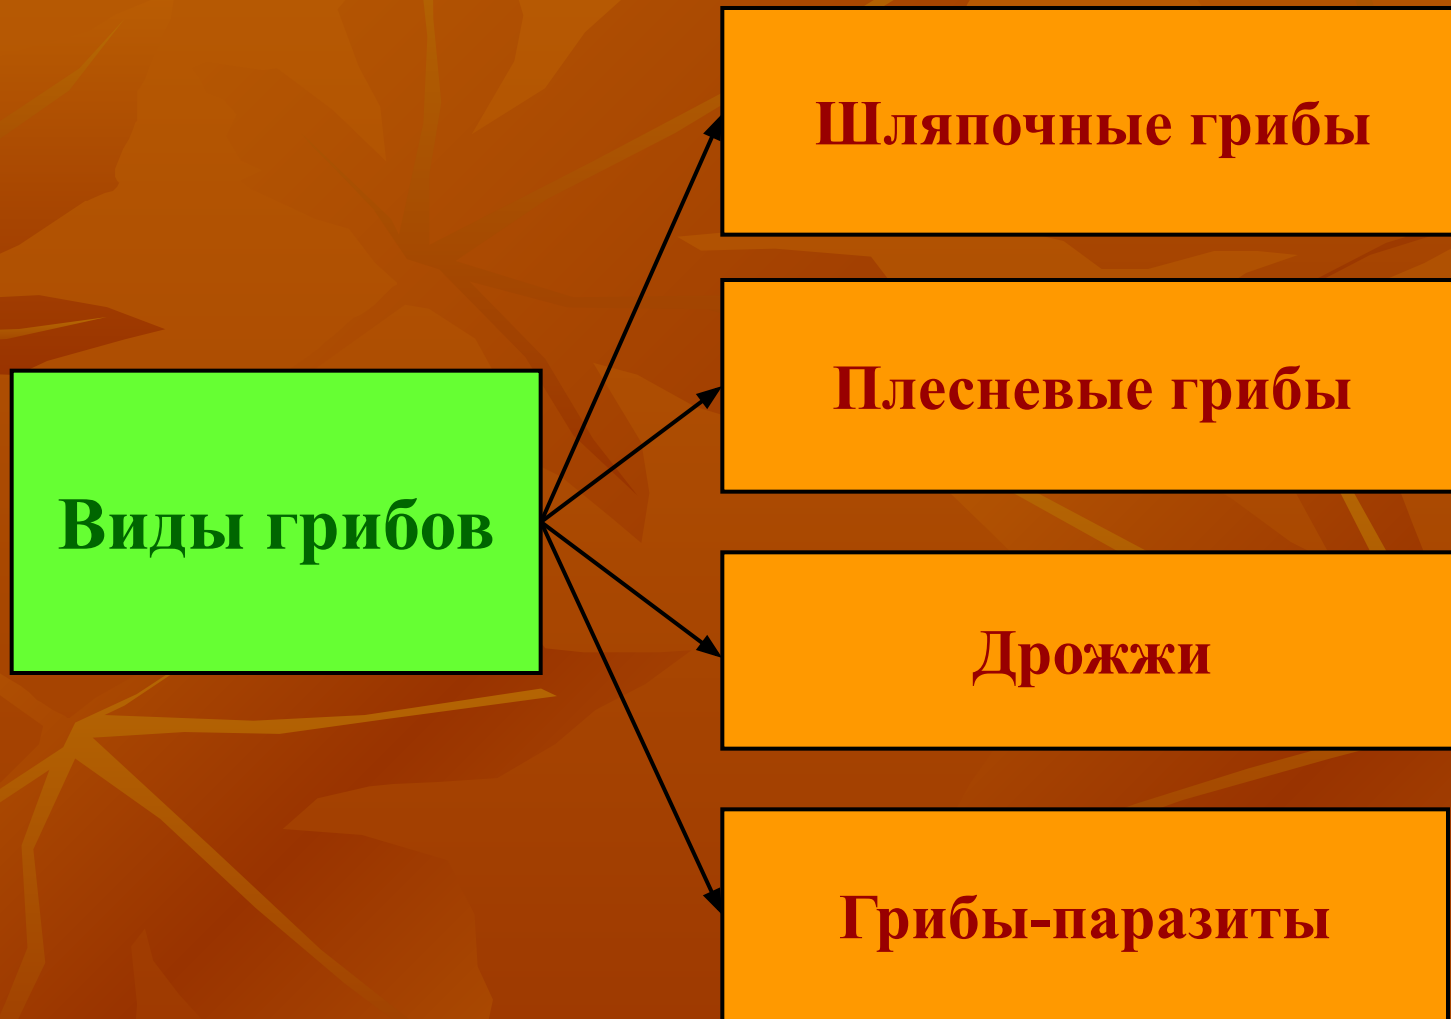 Шляпочные грибы
Плесневые грибы
Виды грибов
Дрожжи
Грибы-паразиты